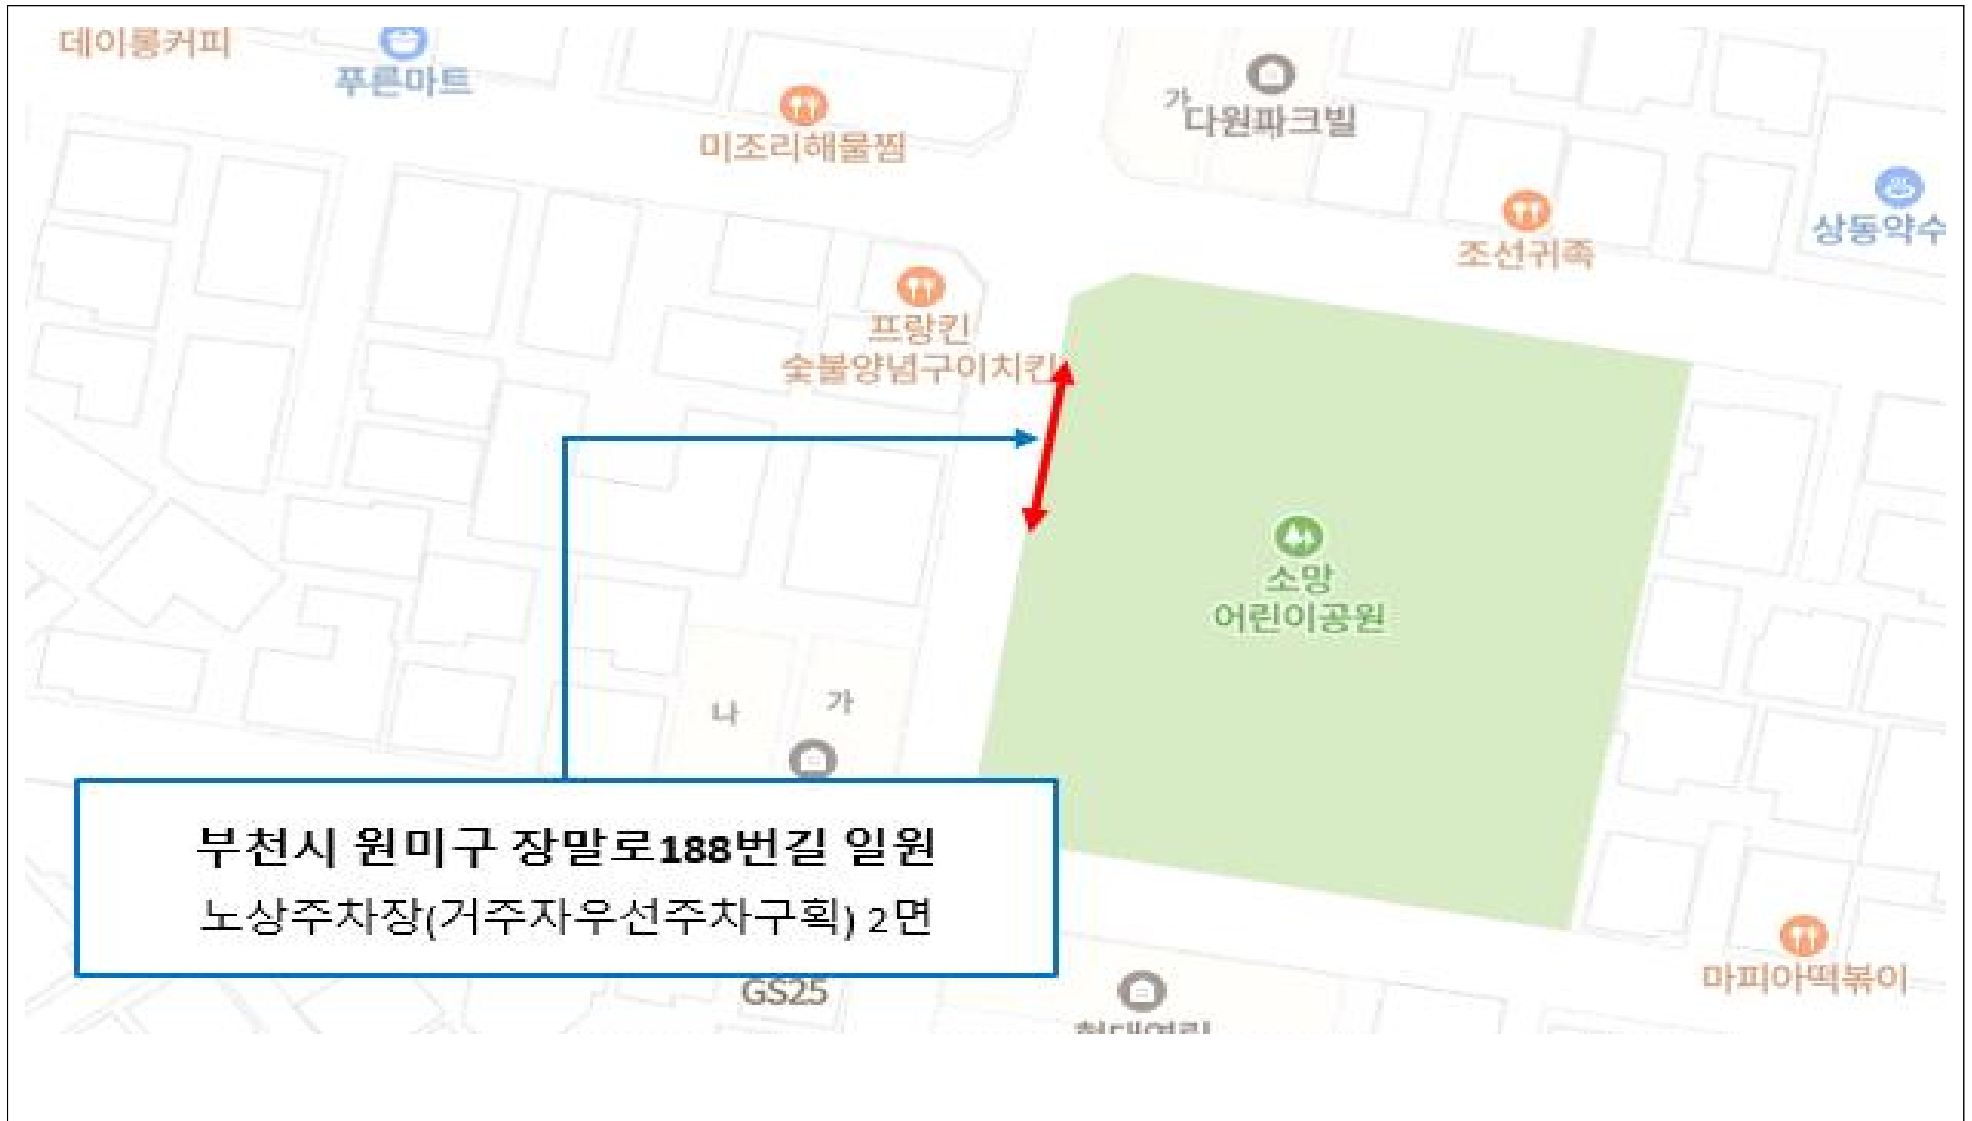 데이롱커피
푸른마트
미조리해물찜
가
다원파크빌
상동약수
조선귀족
프랑킨
숯불양념구이치킨
소망
어린이공원
나
가
부천시 원미구 장말로188번길 일원
노상주차장(거주자우선주차구획) 2면
GS25
마피아떡볶이